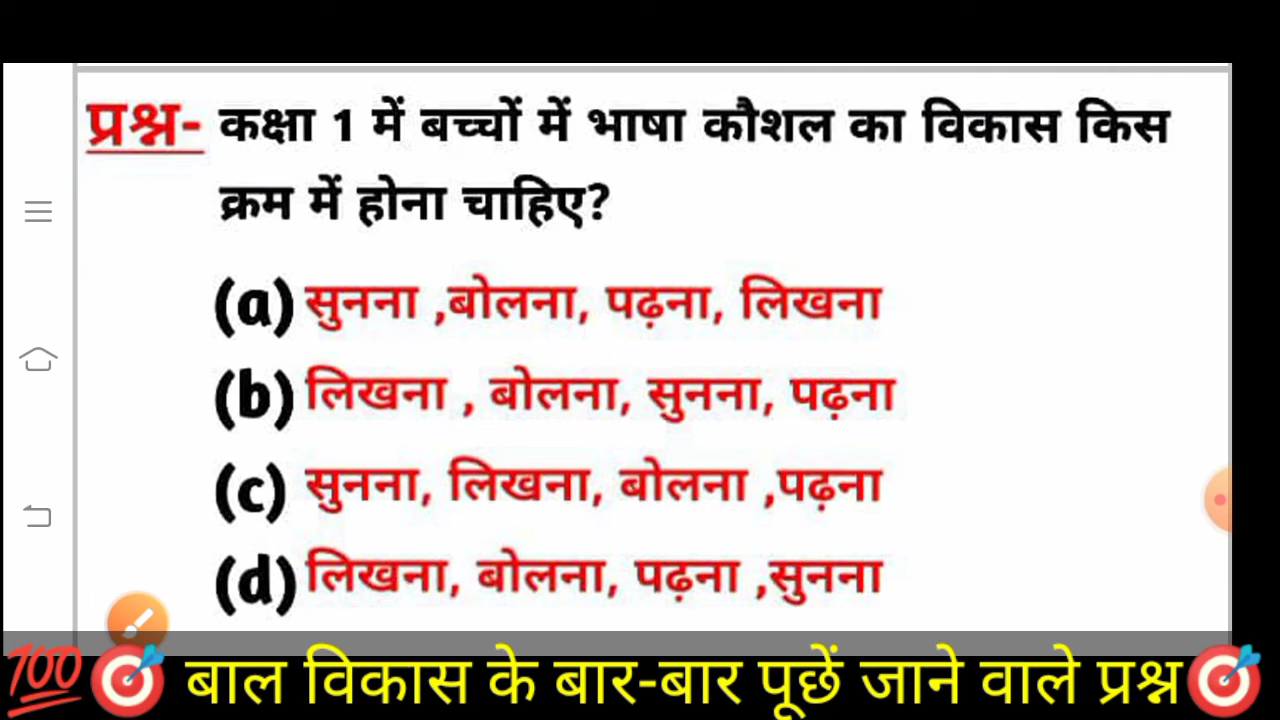 प्रश्न- कक्षा 1 में बच्चों में भाषा कौशल का विकास किस
क्रम में होना चाहिए?
(a) सुनना ,बोलना, पढ़ना, लिखना
(b) लिखना , बोलना, सुनना, पढ़ना
(c) सुनना, लिखना, बोलना ,पढ़ना
(d) लिखना, बोलना, पढ़ना ,सुनना
💯🎯 बाल विकास के बार-बार पूछें जाने वाले प्रश्न🎯